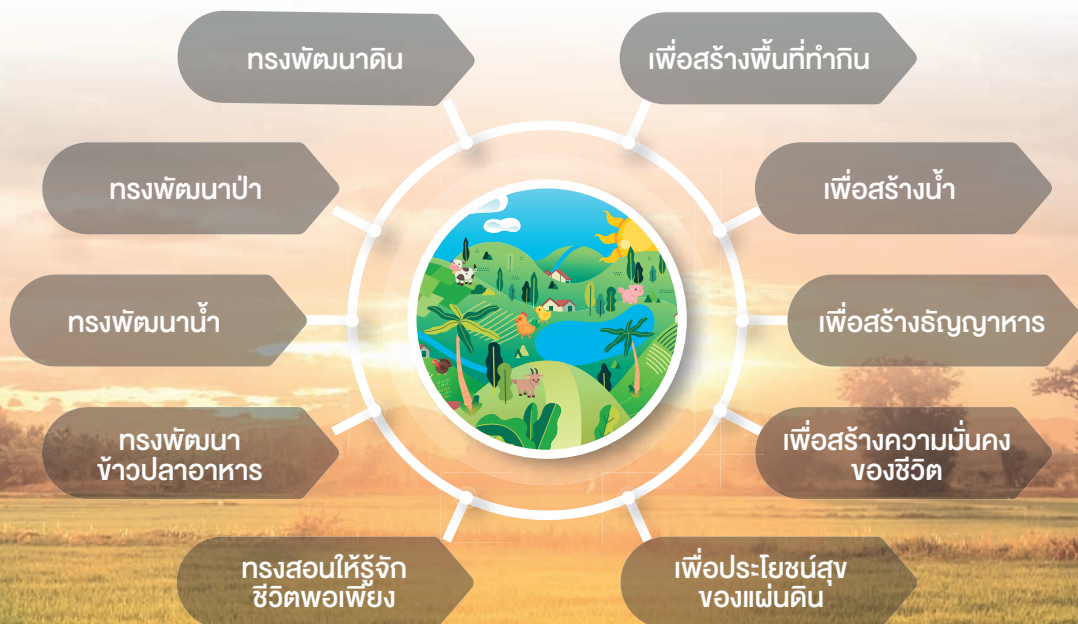 ทรงพัฒนาดิน
เพื่อสร้างพื้นที่ทำกิน
ทรงพัฒนาป่า
เพื่อสร้างน้ำ
ทรงพัฒนาน้ำ
เพื่อสร้างธัญญาหาร
ทรงพัฒนา
ข้าวปลาอาหาร
เพื่อสร้างความมั่นคง
ของชีวิต
ทรงสอนให้รู้จัก
ชีวิตพอเพียง
เพื่อประโยชน์สุข
ของแผ่นดิน